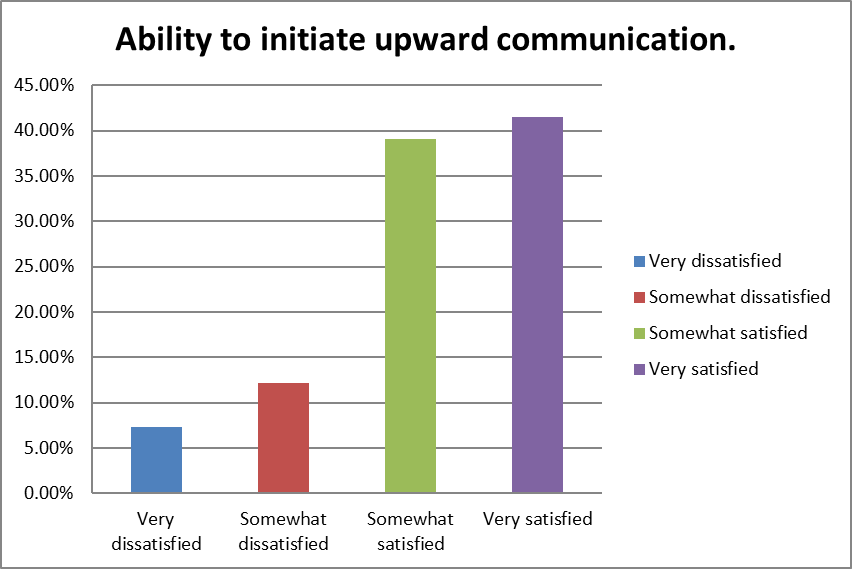 Ability to initiate upward communication.
45.00%
40.00%
35.00%
30.00%
25.00%
20.00%
15.00%
10.00%
5.00%
0.00%
Very
dissatisfied
Somewhat
dissatisfied
Somewhat
satisfied
Very satisfied
Very dissatisfied
Somewhat dissatisfied
Somewhat satisfied
Very satisfied